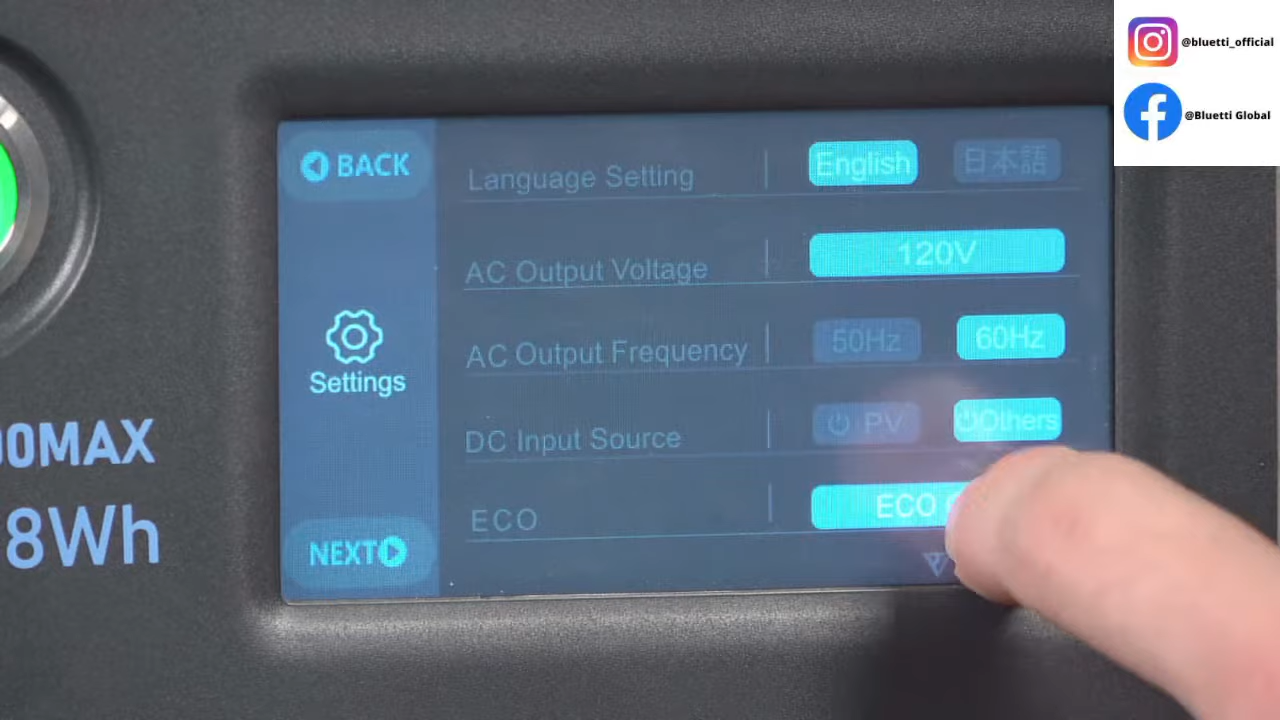 @bluetti_official
@Bluetti Global
BACK
Settings
NEXT
Language Setting
English
日本語
AC Output Voltage
120V
AC Output Frequency
50Hz
60Hz
DC Input Source
PV
Others
ECO
ECO
00MAX
8Wh